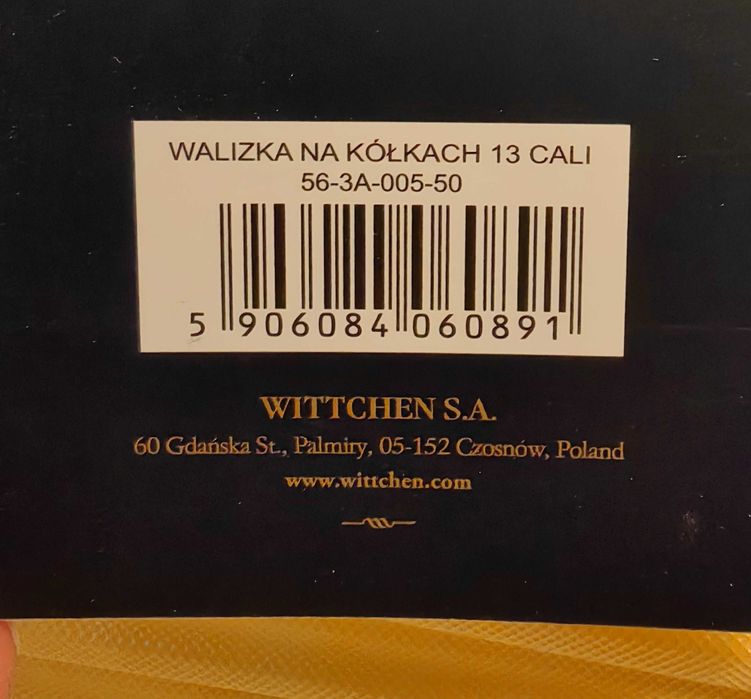 WALIZKA NA KÓŁKACH 13 CALI
56-3A-005-50
5 906084 060891
WITTCHEN S.A.
60 Gdańska St., Palmiry, 05-152 Czosnów, Poland
www.wittchen.com